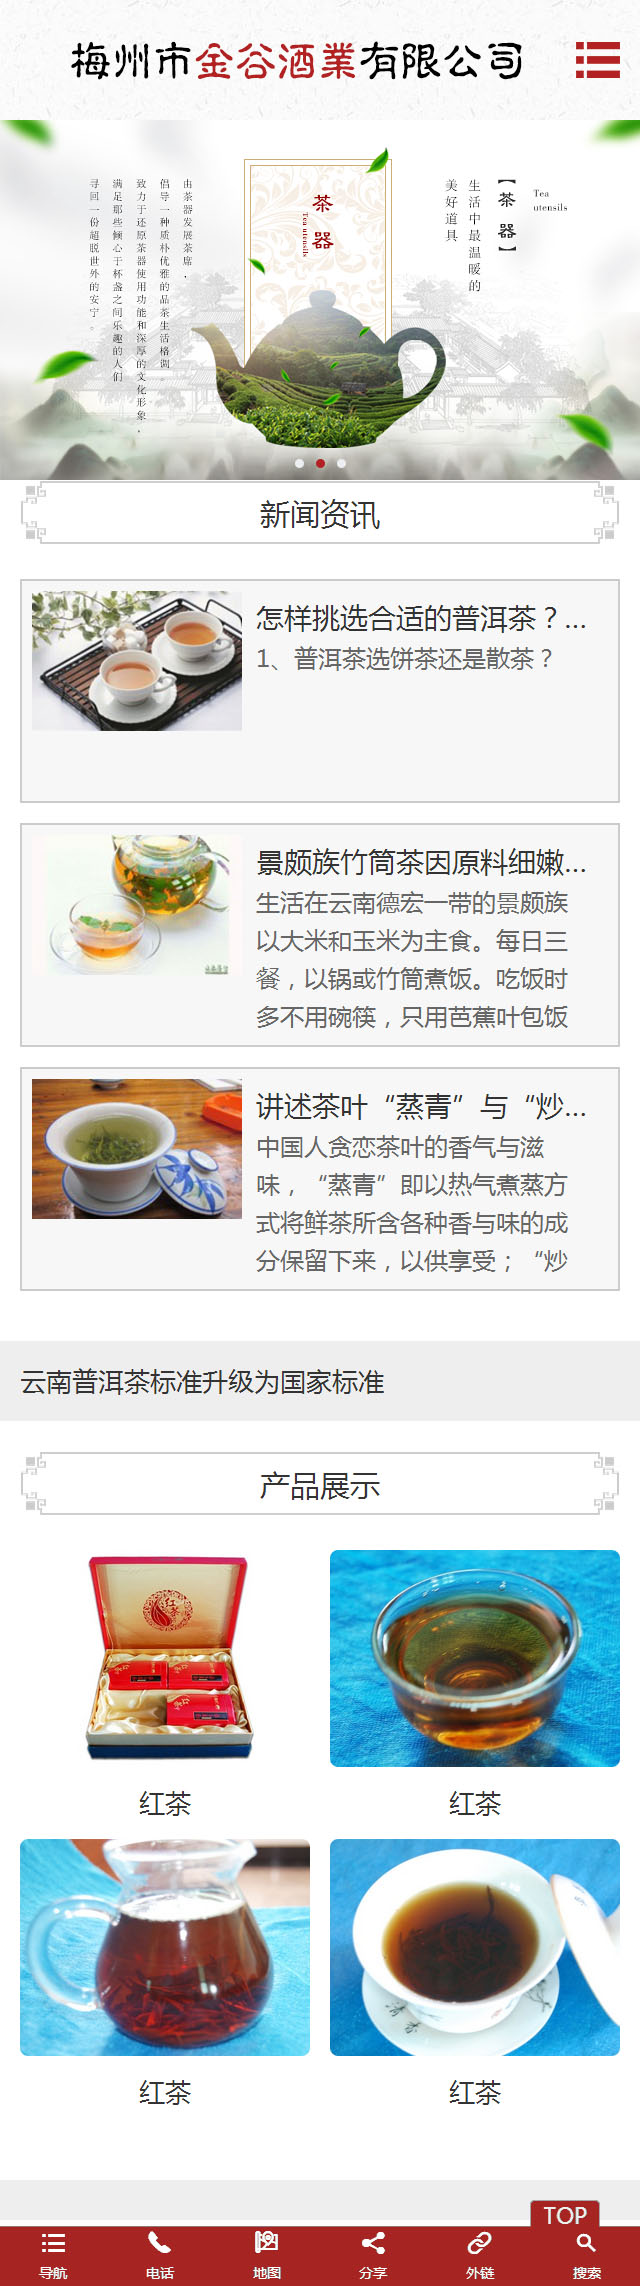 梅州市金谷酒業有限公司
【茶器】
Tea
utensils
生活中最温暖的
美好道具
茶器
Tea utensils
由茶器发展茶席，
倡导一种质朴优雅的品茶生活格调。
致力于还原茶器使用功能和深厚的文化形象，
满足那些倾心于杯盏之间乐趣的人们
寻回一份超脱世外的安宁。
新闻资讯
怎样挑选合适的普洱茶？...
1、普洱茶选饼茶还是散茶？
景颇族竹筒茶因原料细嫩...
生活在云南德宏一带的景颇族
以大米和玉米为主食。每日三
餐，以锅或竹筒煮饭。吃饭时
多不用碗筷，只用芭蕉叶包饭
讲述茶叶“蒸青”与“炒...
中国人贪恋茶叶的香气与滋
味，“蒸青”即以热气煮蒸方
式将鲜茶所含各种香与味的成
分保留下来，以供享受；“炒
云南普洱茶标准升级为国家标准
产品展示
红茶
红茶
红茶
红茶
红茶
TOP
导航
电话
地图
分享
外链
搜索